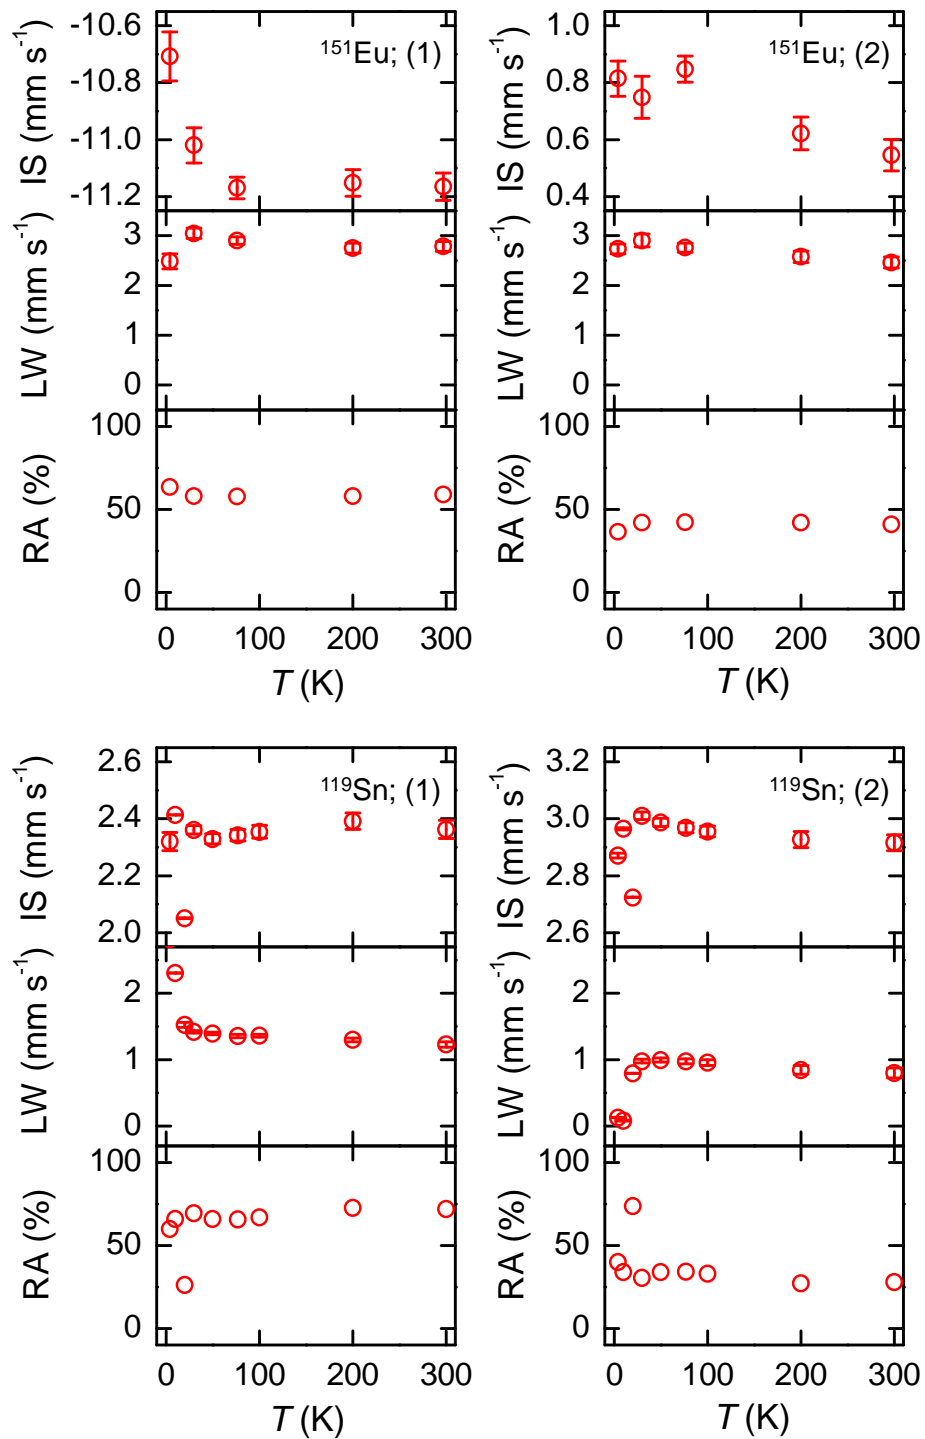 -10.6
-10.8
-11.0
-11.2
IS (mm s⁻¹)
¹⁵¹Eu; (1)
3
2
1
0
LW (mm s⁻¹)
100
50
0
RA (%)
0 100 200 300
T (K)
1.0
0.8
0.6
0.4
IS (mm s⁻¹)
¹⁵¹Eu; (2)
3
2
1
0
LW (mm s⁻¹)
100
50
0
RA (%)
0 100 200 300
T (K)
2.6
2.4
2.2
2.0
IS (mm s⁻¹)
¹¹⁹Sn; (1)
2
1
0
LW (mm s⁻¹)
100
50
0
RA (%)
0 100 200 300
T (K)
3.2
3.0
2.8
2.6
IS (mm s⁻¹)
¹¹⁹Sn; (2)
2
1
0
LW (mm s⁻¹)
100
50
0
RA (%)
0 100 200 300
T (K)